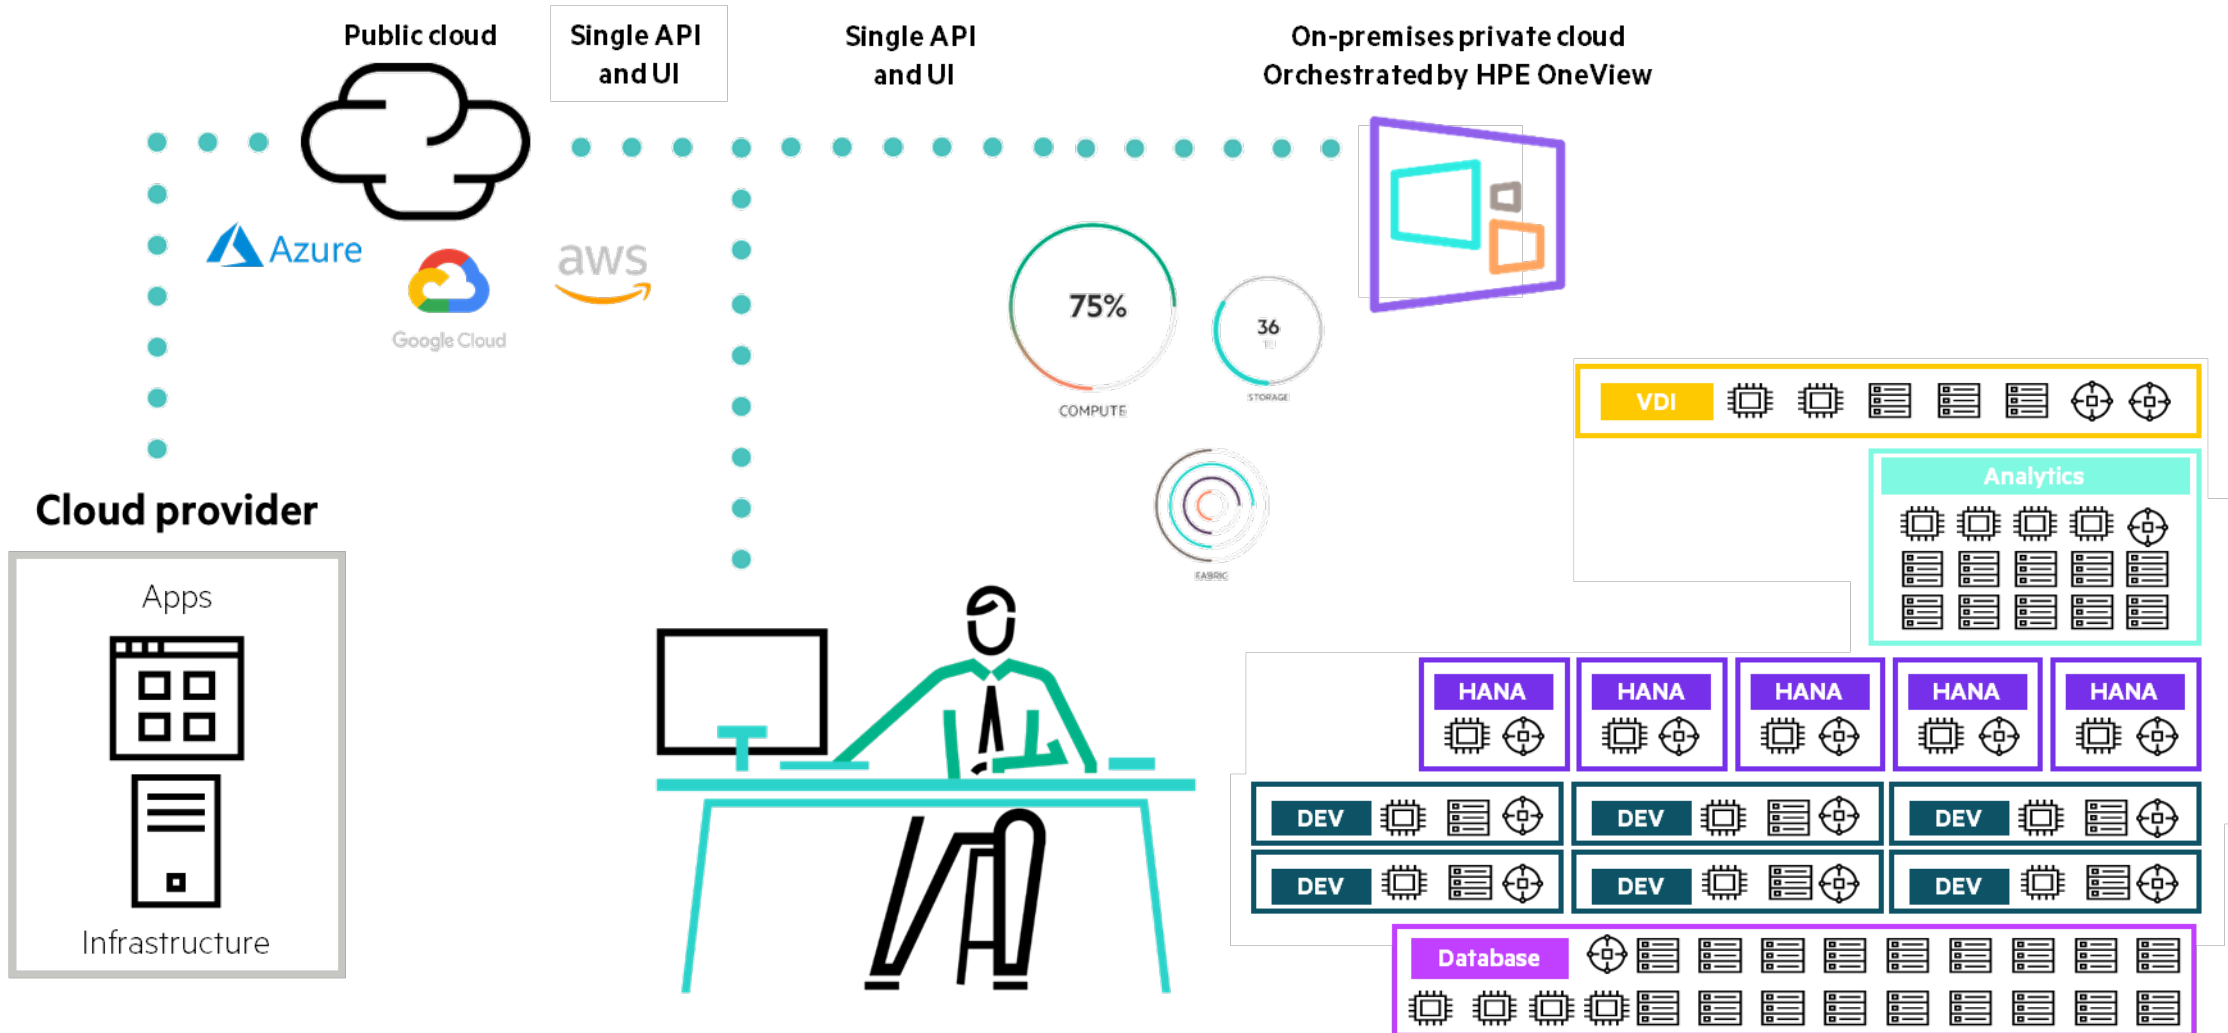 Public cloud
Single API
and UI
Single API
and UI
On-premises private cloud
Orchestrated by HPE OneView
Azure
Google Cloud
aws
75%
COMPUTE
36
STORAGE
FABRIC
Cloud provider
Apps
Infrastructure
VDI
Analytics
HANA HANA HANA HANA HANA
DEV DEV DEV
DEV DEV DEV
Database